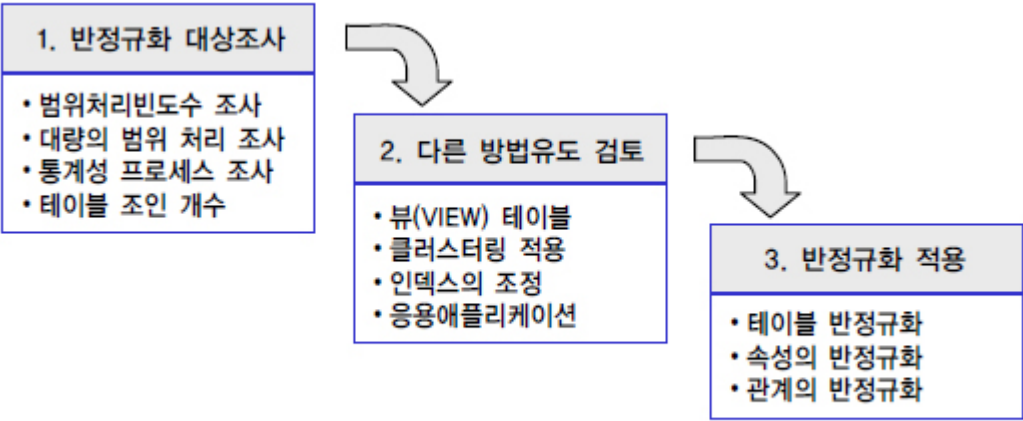 1. 반정규화 대상조사
• 범위처리빈도수 조사
• 대량의 범위 처리 조사
• 통계성 프로세스 조사
• 테이블 조인 개수
2. 다른 방법유도 검토
• 뷰(VIEW) 테이블
• 클러스터링 적용
• 인덱스의 조정
• 응용애플리케이션
3. 반정규화 적용
• 테이블 반정규화
• 속성의 반정규화
• 관계의 반정규화